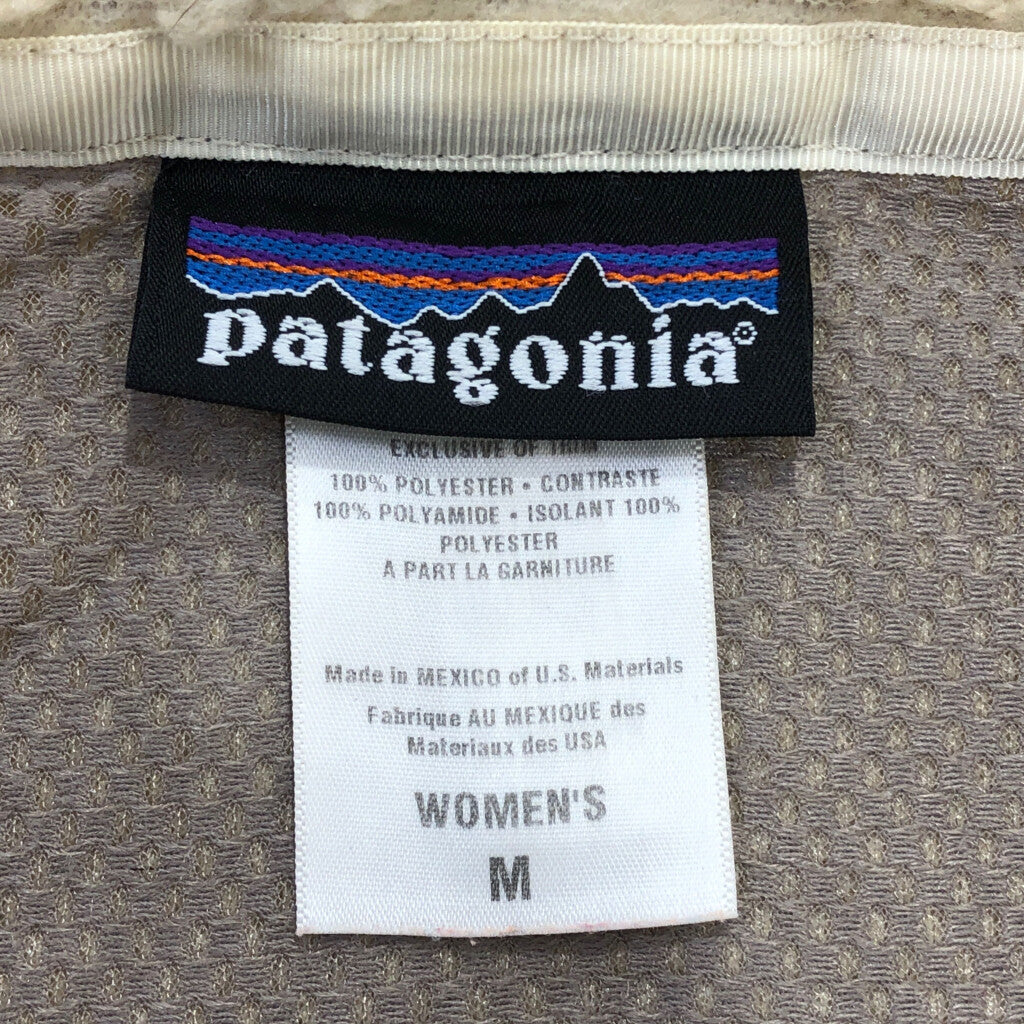 patagonia®
EXCLUSIVE OF TRIM
100% POLYESTER • CONTRASTE
100% POLYAMIDE • ISOLANT 100%
POLYESTER
A PART LA GARNITURE
Made in MEXICO of U.S. Materials
Fabrique AU MEXIQUE des
Materiaux des USA
WOMEN'S
M